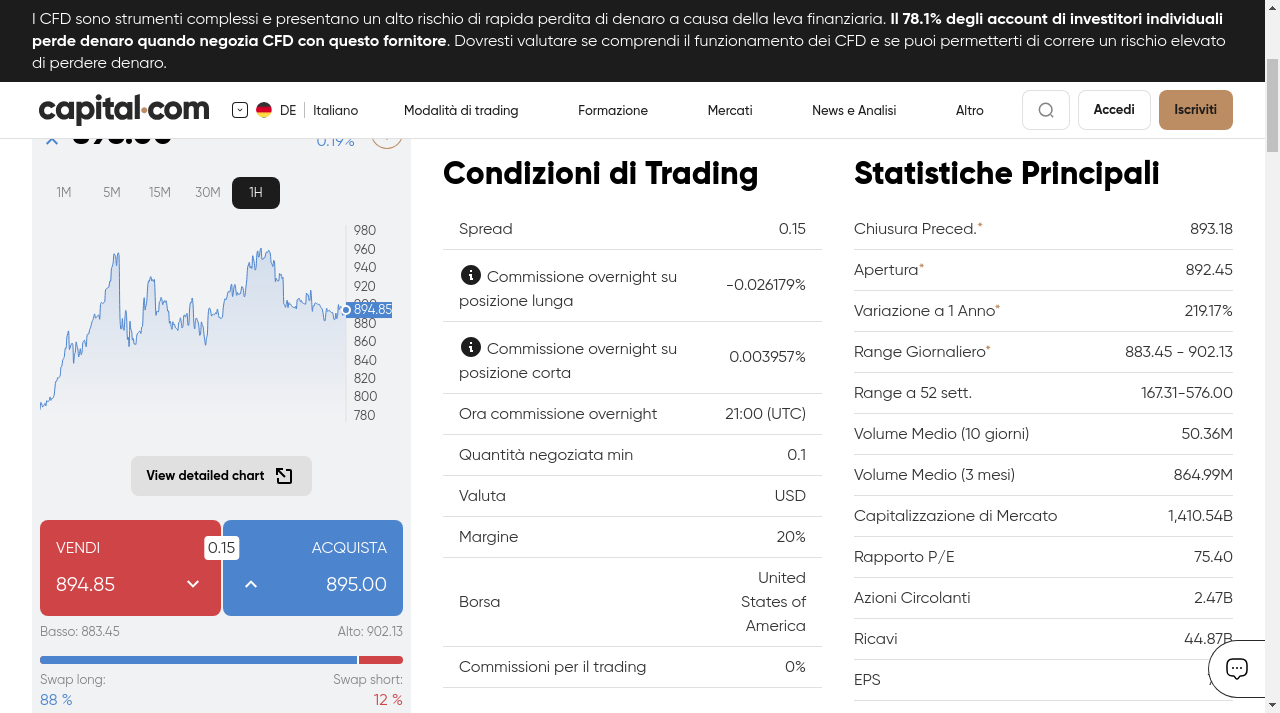 I CFD sono strumenti complessi e presentano un alto rischio di rapida perdita di denaro a causa della leva finanziaria. Il 78.1% degli account di investitori individuali
perde denaro quando negozia CFD con questo fornitore. Dovresti valutare se comprendi il funzionamento dei CFD e se puoi permetterti di correre un rischio elevato
di perdere denaro.
capital.com
DE
Italiano
Modalità di trading
Formazione
Mercati
News e Analisi
Altro
Accedi
Iscriviti
0.19%
1M
5M
15M
30M
1H
980
960
940
920
894.85
880
860
840
820
800
780
View detailed chart
VENDI
894.85
0.15
ACQUISTA
895.00
Basso: 883.45
Alto: 902.13
Swap long:
Swap short:
88 %
12 %
Condizioni di Trading
Spread
0.15
Commissione overnight su
posizione lunga
-0.026179%
Commissione overnight su
posizione corta
0.003957%
Ora commissione overnight
21:00 (UTC)
Quantità negoziata min
0.1
Valuta
USD
Margine
20%
Borsa
United
States of
America
Commissioni per il trading
0%
Statistiche Principali
Chiusura Preced.*
893.18
Apertura*
892.45
Variazione a 1 Anno*
219.17%
Range Giornaliero*
883.45 - 902.13
Range a 52 sett.
167.31-576.00
Volume Medio (10 giorni)
50.36M
Volume Medio (3 mesi)
864.99M
Capitalizzazione di Mercato
1,410.54B
Rapporto P/E
75.40
Azioni Circolanti
2.47B
Ricavi
44.87B
EPS